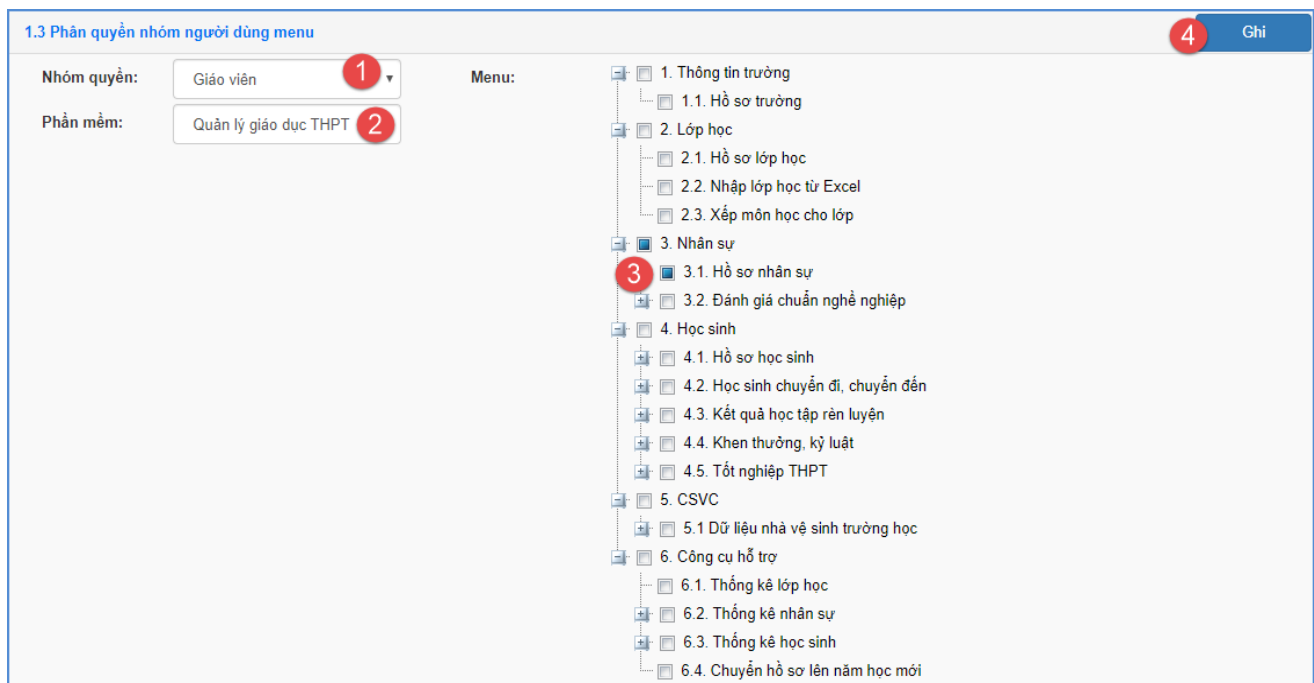 1.3 Phân quyền nhóm người dùng menu
4 Ghi
Nhóm quyền: Giáo viên 1 Menu:
Phần mềm: Quản lý giáo dục THPT 2
1. Thông tin trường
1.1. Hồ sơ trường
2. Lớp học
2.1. Hồ sơ lớp học
2.2. Nhập lớp học từ Excel
2.3. Xếp môn học cho lớp
3. Nhân sự
3 3.1. Hồ sơ nhân sự
3.2. Đánh giá chuẩn nghề nghiệp
4. Học sinh
4.1. Hồ sơ học sinh
4.2. Học sinh chuyển đi, chuyển đến
4.3. Kết quả học tập rèn luyện
4.4. Khen thưởng, kỷ luật
4.5. Tốt nghiệp THPT
5. CSVC
5.1 Dữ liệu nhà vệ sinh trường học
6. Công cụ hỗ trợ
6.1. Thống kê lớp học
6.2. Thống kê nhân sự
6.3. Thống kê học sinh
6.4. Chuyển hồ sơ lên năm học mới